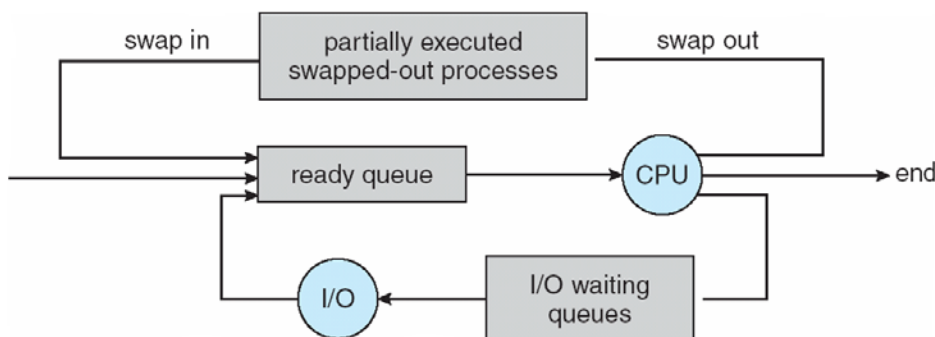 swap in
partially executed
swapped-out processes
swap out
ready queue
CPU
end
I/O
I/O waiting
queues